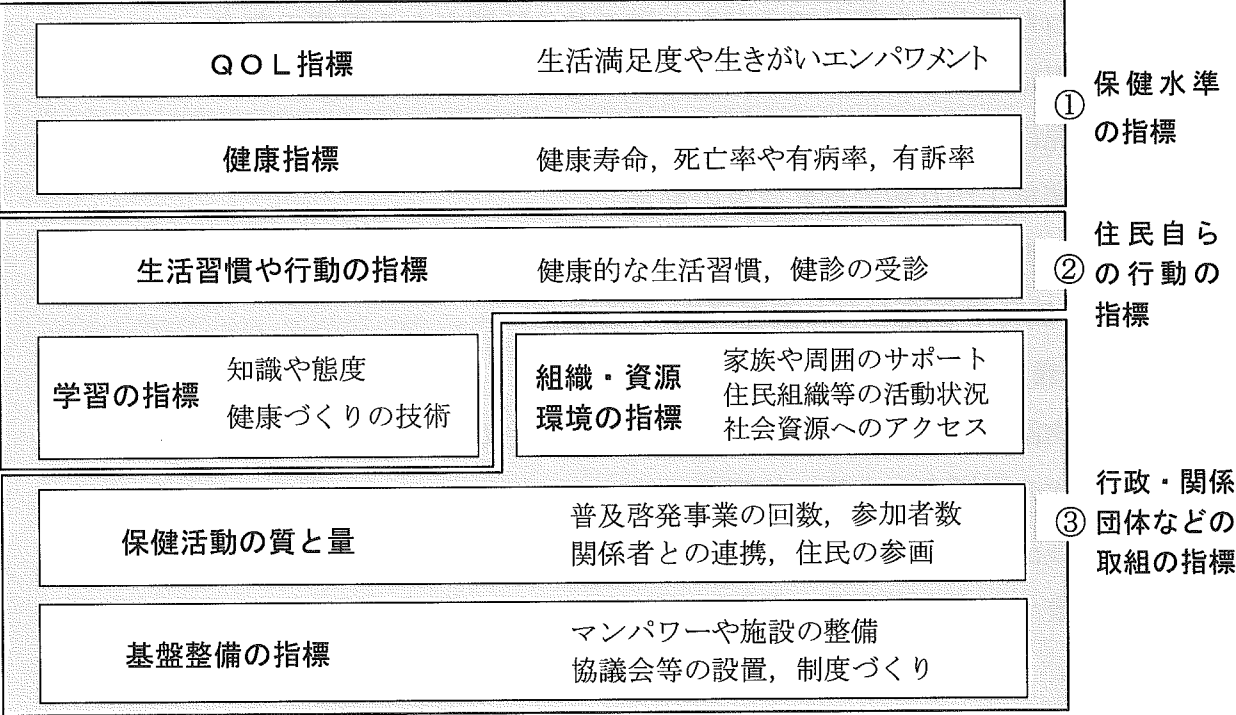 QOL指標　生活満足度や生きがいエンパワメント
健康指標　健康寿命，死亡率や有病率，有訴率
① 保健水準
の指標
生活習慣や行動の指標　健康的な生活習慣，健診の受診
② 住民自ら
の行動の
指標
学習の指標
知識や態度
健康づくりの技術
組織・資源
環境の指標
家族や周囲のサポート
住民組織等の活動状況
社会資源へのアクセス
保健活動の質と量
普及啓発事業の回数，参加者数
関係者との連携，住民の参画
基盤整備の指標
マンパワーや施設の整備
協議会等の設置，制度づくり
③ 行政・関係
団体などの
取組の指標